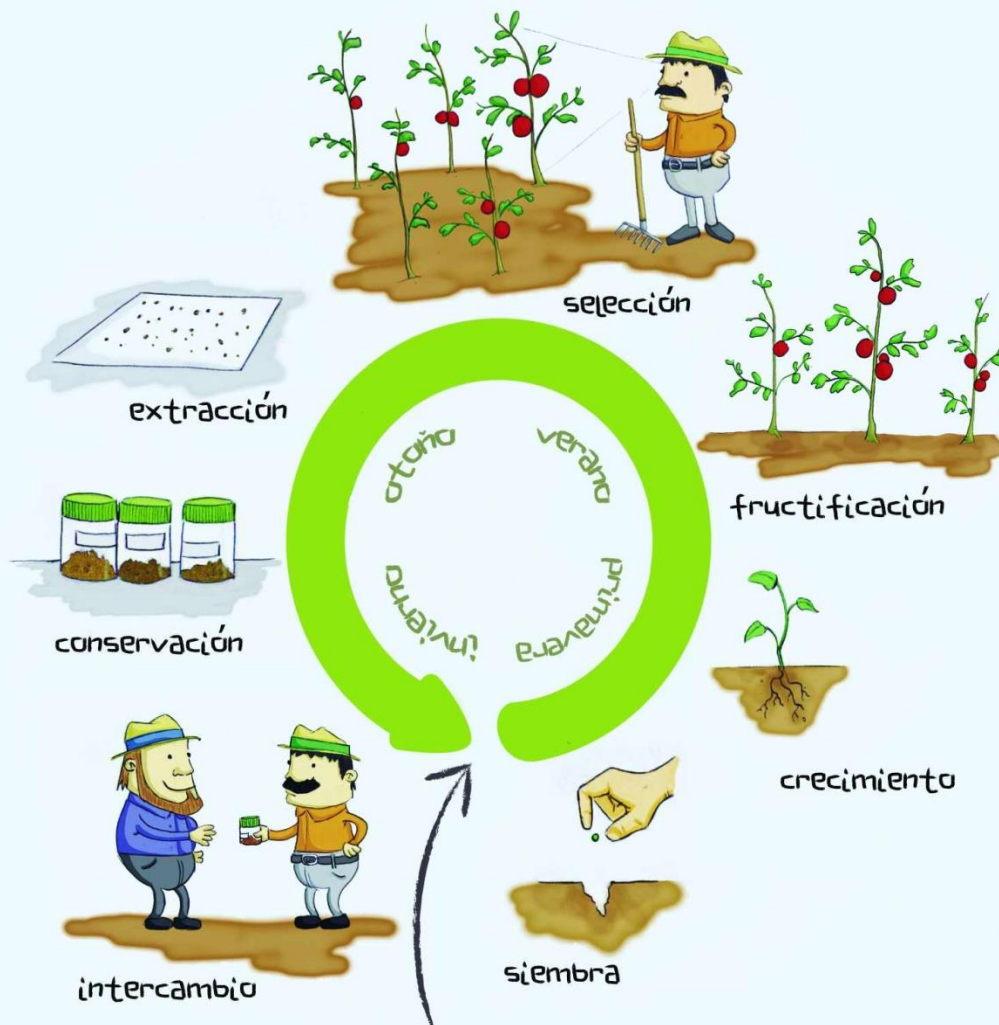 selección
extracción
otoño
verano
fructificación
conservación
invierno
primavera
crecimiento
intercambio
siembra